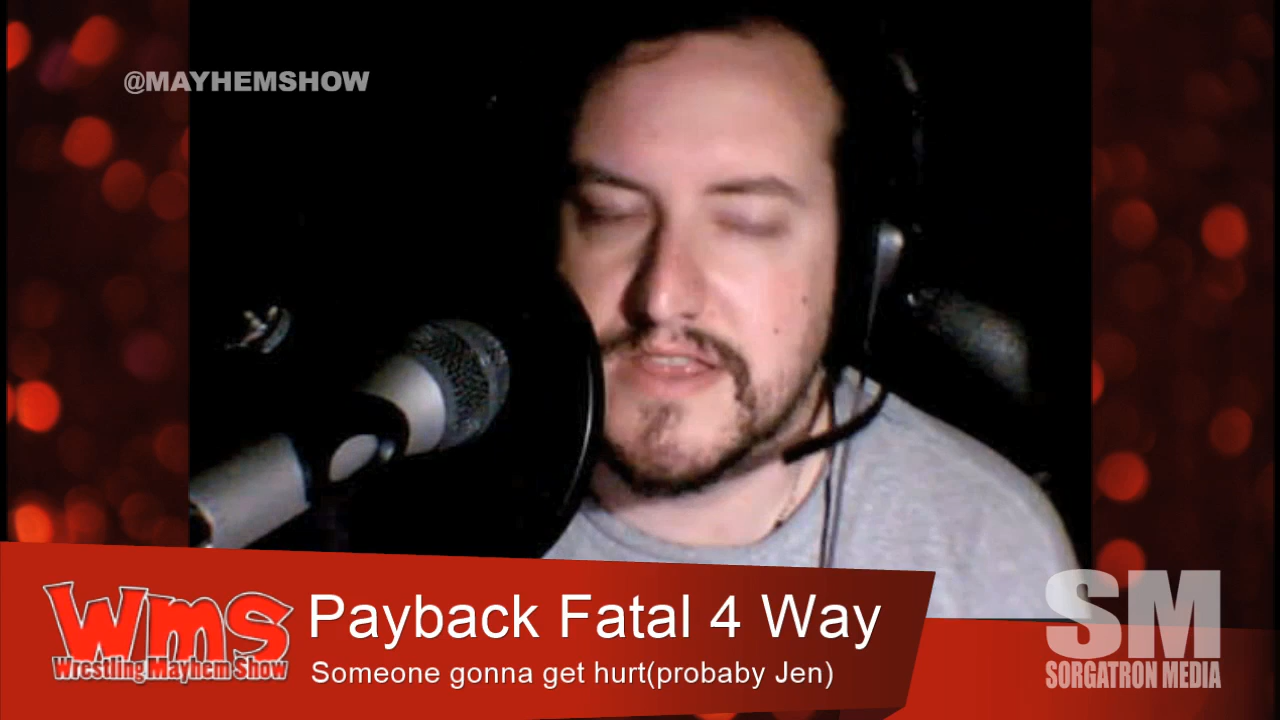 @MAYHEMSHOW
Wms
Wrestling Mayhem Show
Payback Fatal 4 Way
Someone gonna get hurt(probaby Jen)
SM
SORGATRON MEDIA